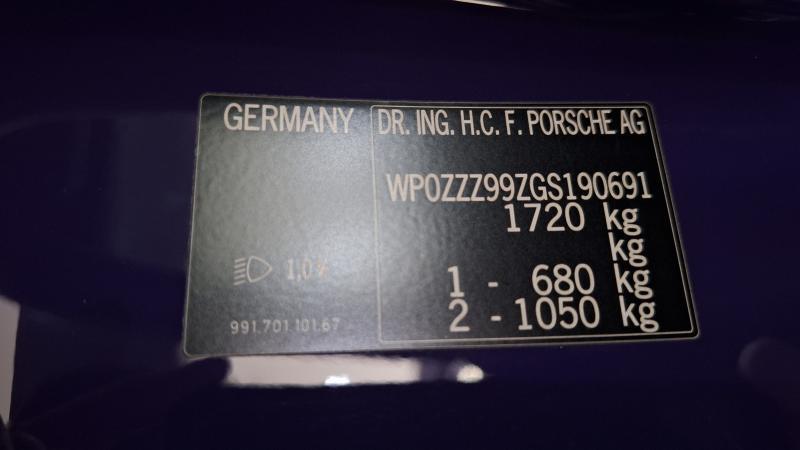 GERMANY
DR. ING. H.C. F. PORSCHE AG
WP0ZZZ99ZGS190691
1720 kg
kg
1 - 680 kg
2 - 1050 kg
1,0 %
991.701.101.67